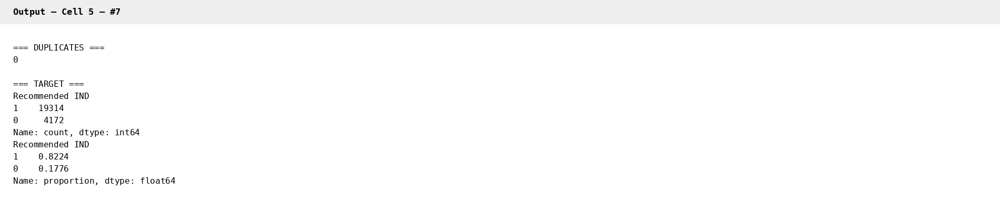 Output — Cell 5 — #7
=== DUPLICATES ===
0
=== TARGET ===
Recommended IND
1    19314
0     4172
Name: count, dtype: int64
Recommended IND
1    0.8224
0    0.1776
Name: proportion, dtype: float64